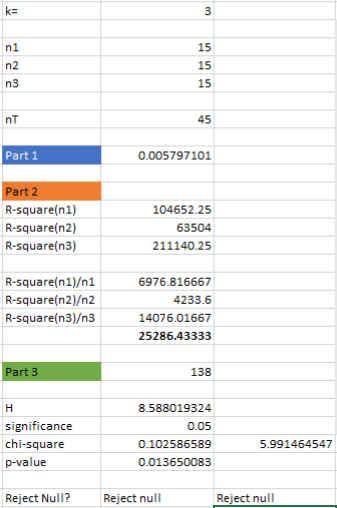 k= 3
n1 15
n2 15
n3 15
nT 45
Part 1 0.005797101
Part 2
R-square(n1) 104652.25
R-square(n2) 63504
R-square(n3) 211140.25
R-square(n1)/n1 6976.816667
R-square(n2)/n2 4233.6
R-square(n3)/n3 14076.01667
25286.43333
Part 3 138
H 8.588019324
significance 0.05
chi-square 0.102586589 5.991464547
p-value 0.013650083
Reject Null? Reject null Reject null